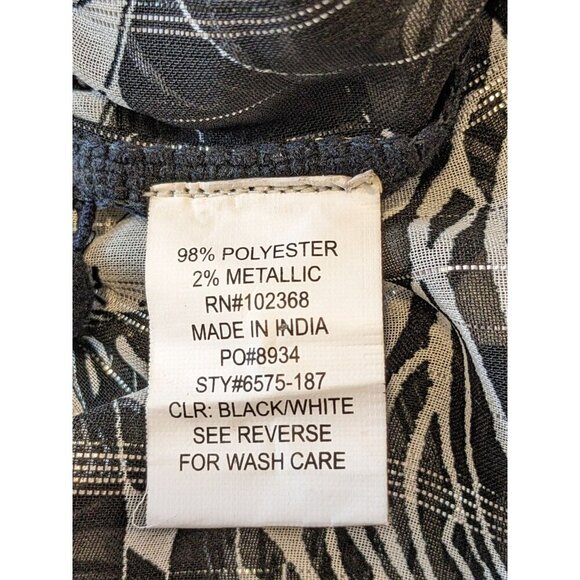 98% POLYESTER
2% METALLIC
RN#102368
MADE IN INDIA
PO#8934
STY#6575-187
CLR: BLACK/WHITE
SEE REVERSE
FOR WASH CARE